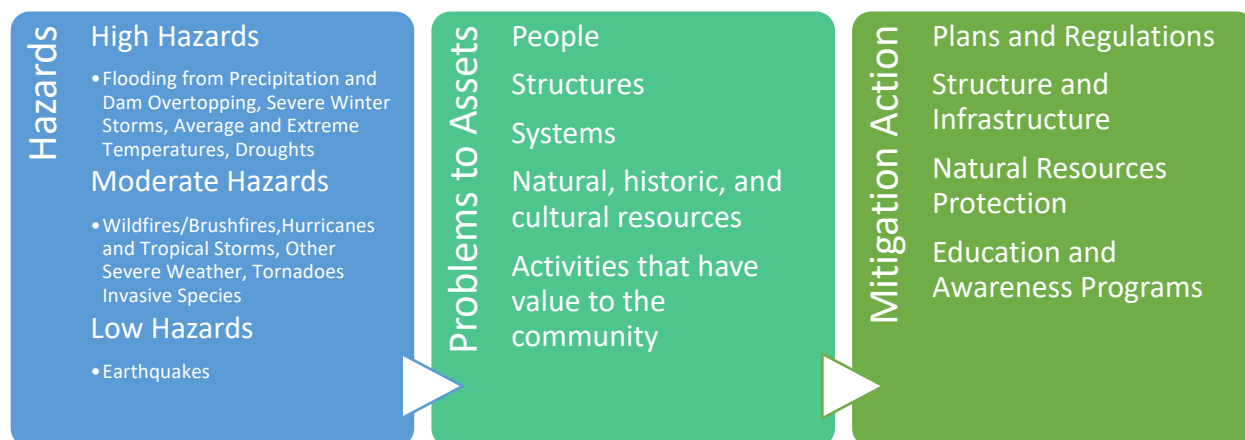 Hazards
High Hazards
•Flooding from Precipitation and
Dam Overtopping, Severe Winter
Storms, Average and Extreme
Temperatures, Droughts
Moderate Hazards
•Wildfires/Brushfires,Hurricanes
and Tropical Storms, Other
Severe Weather, Tornadoes
Invasive Species
Low Hazards
•Earthquakes
Problems to Assets
People
Structures
Systems
Natural, historic, and
cultural resources
Activities that have
value to the
community
Mitigation Action
Plans and Regulations
Structure and
Infrastructure
Natural Resources
Protection
Education and
Awareness Programs